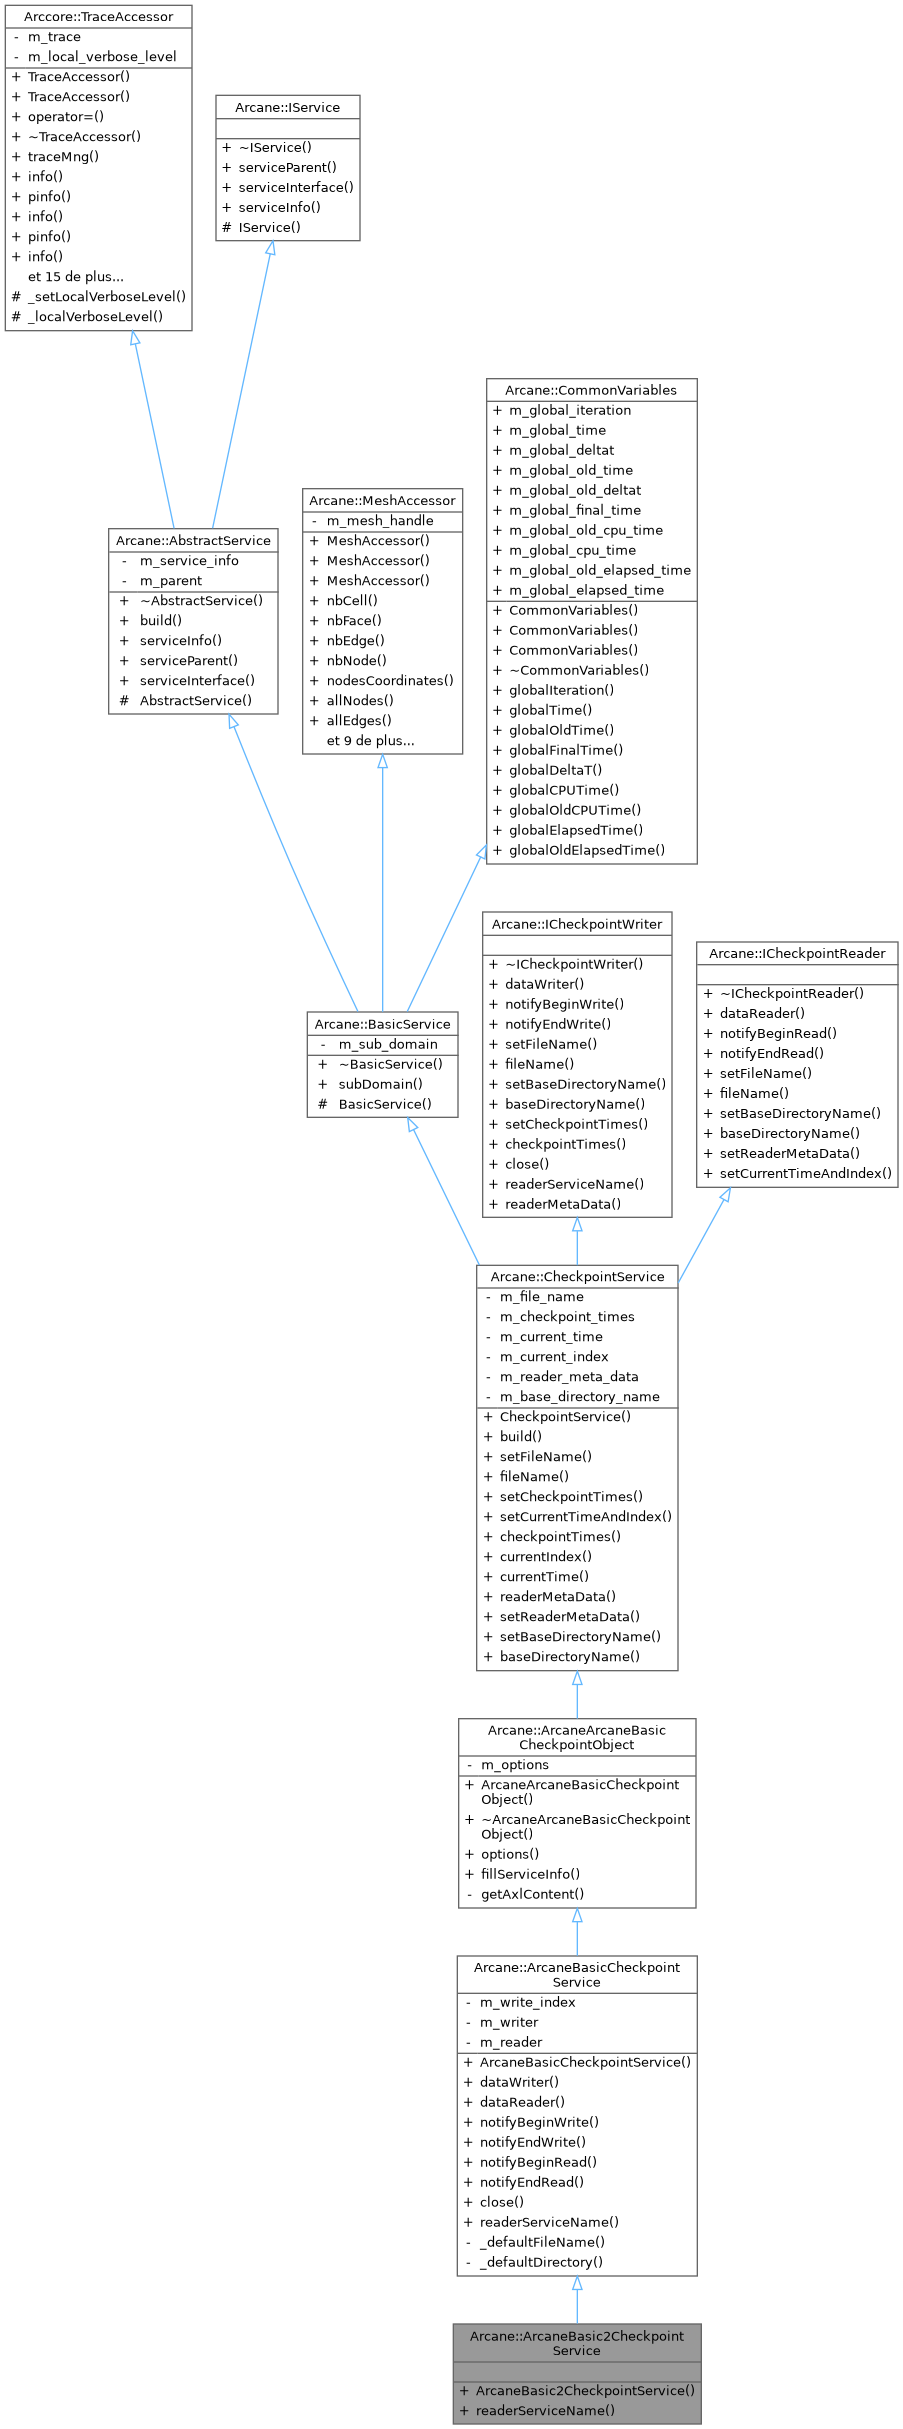 Arccore::TraceAccessor
- m_trace
- m_local_verbose_level
+ TraceAccessor()
+ TraceAccessor()
+ operator=()
+ ~TraceAccessor()
+ traceMng()
+ info()
+ pinfo()
+ info()
+ pinfo()
+ info()
et 15 de plus...
# _setLocalVerboseLevel()
# _localVerboseLevel()
Arcane::IService
+ ~IService()
+ serviceParent()
+ serviceInterface()
+ serviceInfo()
# IService()
Arcane::AbstractService
- m_service_info
- m_parent
+ ~AbstractService()
+ build()
+ serviceInfo()
+ serviceParent()
+ serviceInterface()
# AbstractService()
Arcane::MeshAccessor
- m_mesh_handle
+ MeshAccessor()
+ MeshAccessor()
+ MeshAccessor()
+ nbCell()
+ nbFace()
+ nbEdge()
+ nbNode()
+ nodesCoordinates()
+ allNodes()
+ allEdges()
et 9 de plus...
Arcane::CommonVariables
+ m_global_iteration
+ m_global_time
+ m_global_deltat
+ m_global_old_time
+ m_global_old_deltat
+ m_global_final_time
+ m_global_old_cpu_time
+ m_global_cpu_time
+ m_global_old_elapsed_time
+ m_global_elapsed_time
+ CommonVariables()
+ CommonVariables()
+ CommonVariables()
+ ~CommonVariables()
+ globalIteration()
+ globalTime()
+ globalOldTime()
+ globalFinalTime()
+ globalDeltaT()
+ globalCPUTime()
+ globalOldCPUTime()
+ globalElapsedTime()
+ globalOldElapsedTime()
Arcane::BasicService
- m_sub_domain
+ ~BasicService()
+ subDomain()
# BasicService()
Arcane::ICheckpointWriter
+ ~ICheckpointWriter()
+ dataWriter()
+ notifyBeginWrite()
+ notifyEndWrite()
+ setFileName()
+ fileName()
+ setBaseDirectoryName()
+ baseDirectoryName()
+ setCheckpointTimes()
+ checkpointTimes()
+ close()
+ readerServiceName()
+ readerMetaData()
Arcane::ICheckpointReader
+ ~ICheckpointReader()
+ dataReader()
+ notifyBeginRead()
+ notifyEndRead()
+ setFileName()
+ fileName()
+ setBaseDirectoryName()
+ baseDirectoryName()
+ setReaderMetaData()
+ setCurrentTimeAndIndex()
Arcane::CheckpointService
- m_file_name
- m_checkpoint_times
- m_current_time
- m_current_index
- m_reader_meta_data
- m_base_directory_name
+ CheckpointService()
+ build()
+ setFileName()
+ fileName()
+ setCheckpointTimes()
+ setCurrentTimeAndIndex()
+ checkpointTimes()
+ currentIndex()
+ currentTime()
+ readerMetaData()
+ setReaderMetaData()
+ setBaseDirectoryName()
+ baseDirectoryName()
Arcane::ArcaneArcaneBasic
CheckpointObject
- m_options
+ ArcaneArcaneBasicCheckpoint
Object()
+ ~ArcaneArcaneBasicCheckpoint
Object()
+ options()
+ fillServiceInfo()
- getAxlContent()
Arcane::ArcaneBasicCheckpoint
Service
- m_write_index
- m_writer
- m_reader
+ ArcaneBasicCheckpointService()
+ dataWriter()
+ dataReader()
+ notifyBeginWrite()
+ notifyEndWrite()
+ notifyBeginRead()
+ notifyEndRead()
+ close()
+ readerServiceName()
- _defaultFileName()
- _defaultDirectory()
Arcane::ArcaneBasic2Checkpoint
Service
+ ArcaneBasic2CheckpointService()
+ readerServiceName()